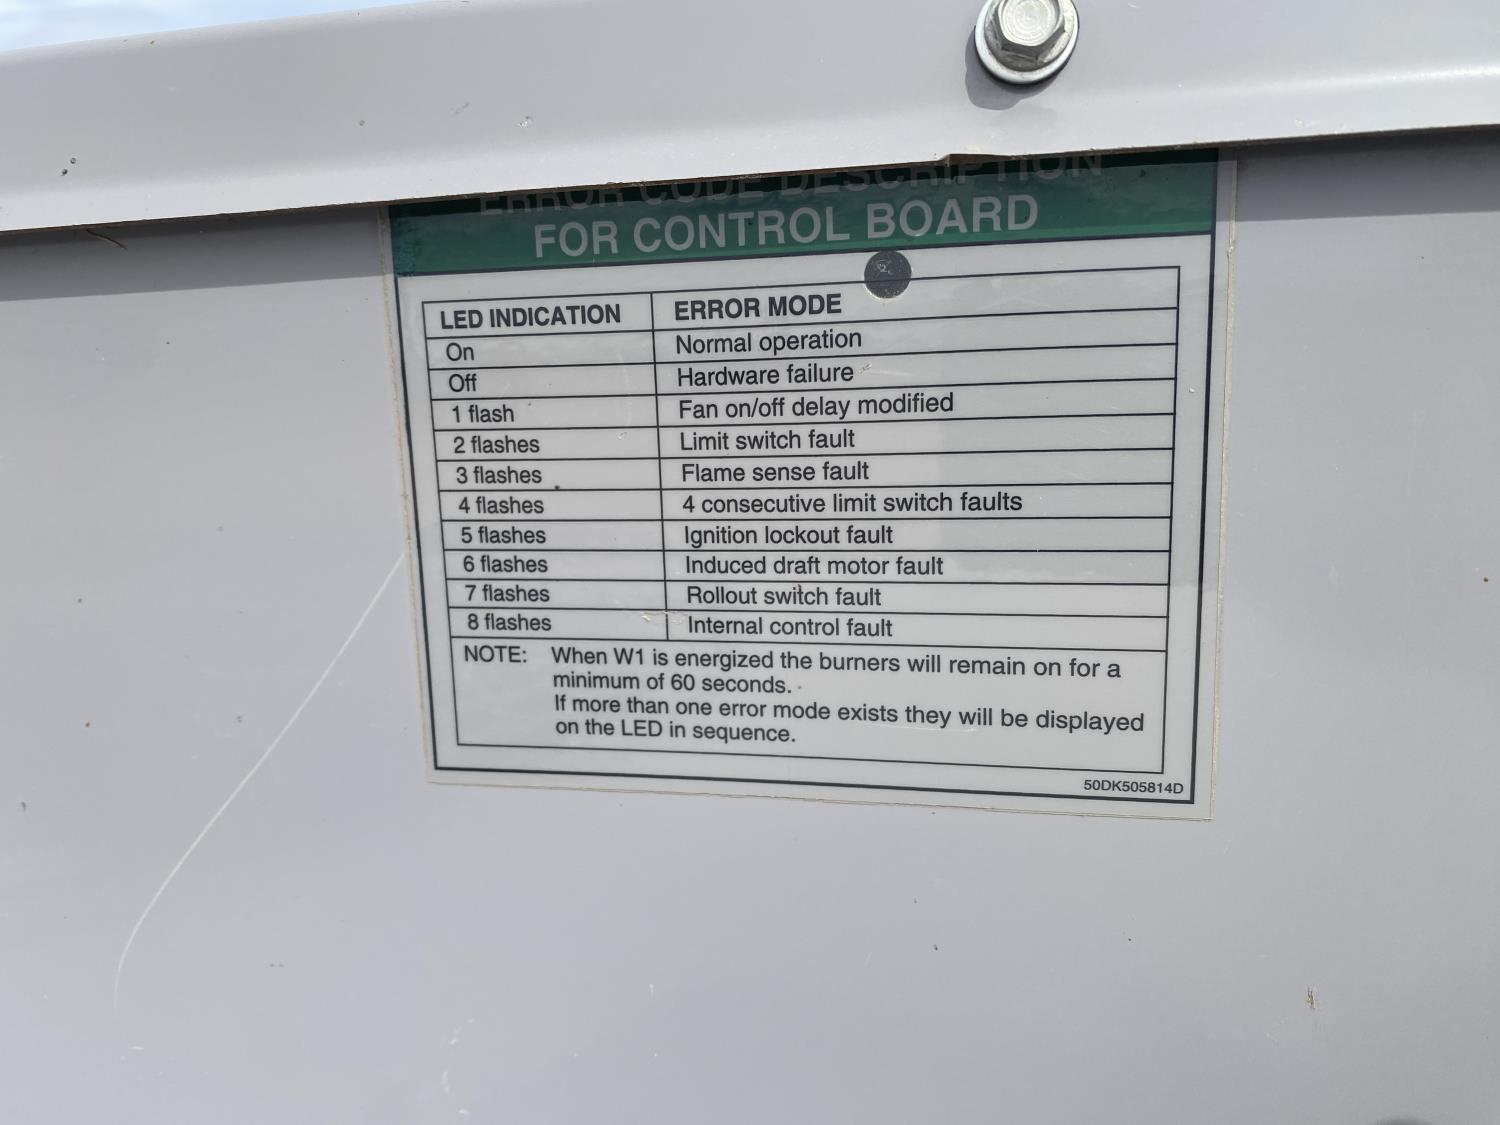 ERROR CODE DESCRIPTION
FOR CONTROL BOARD
LED INDICATION ERROR MODE
On Normal operation
Off Hardware failure
1 flash Fan on/off delay modified
2 flashes Limit switch fault
3 flashes Flame sense fault
4 flashes 4 consecutive limit switch faults
5 flashes Ignition lockout fault
6 flashes Induced draft motor fault
7 flashes Rollout switch fault
8 flashes Internal control fault
NOTE: When W1 is energized the burners will remain on for a
minimum of 60 seconds.
If more than one error mode exists they will be displayed
on the LED in sequence.
50DK505814D